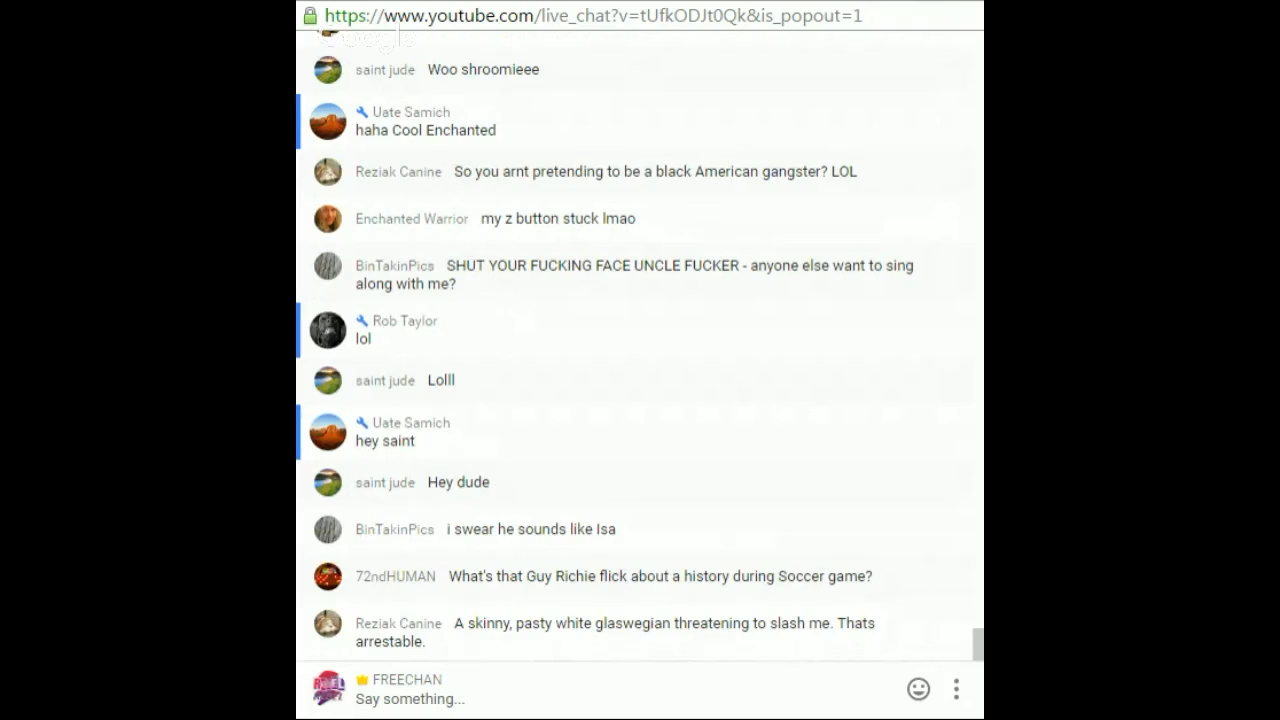 https://www.youtube.com/live_chat?v=tUfkODJt0Qk&is_popout=1
Google
saint jude Woo shroomieee
Uate Samich
haha Cool Enchanted
Reziak Canine So you arnt pretending to be a black American gangster? LOL
Enchanted Warrior my z button stuck lmao
BinTakinPics SHUT YOUR FUCKING FACE UNCLE FUCKER - anyone else want to sing
along with me?
Rob Taylor
lol
saint jude Lolll
Uate Samich
hey saint
saint jude Hey dude
BinTakinPics i swear he sounds like Isa
72ndHUMAN What's that Guy Richie flick about a history during Soccer game?
Reziak Canine A skinny, pasty white glaswegian threatening to slash me. Thats
arrestable.
FREECHAN
Say something...